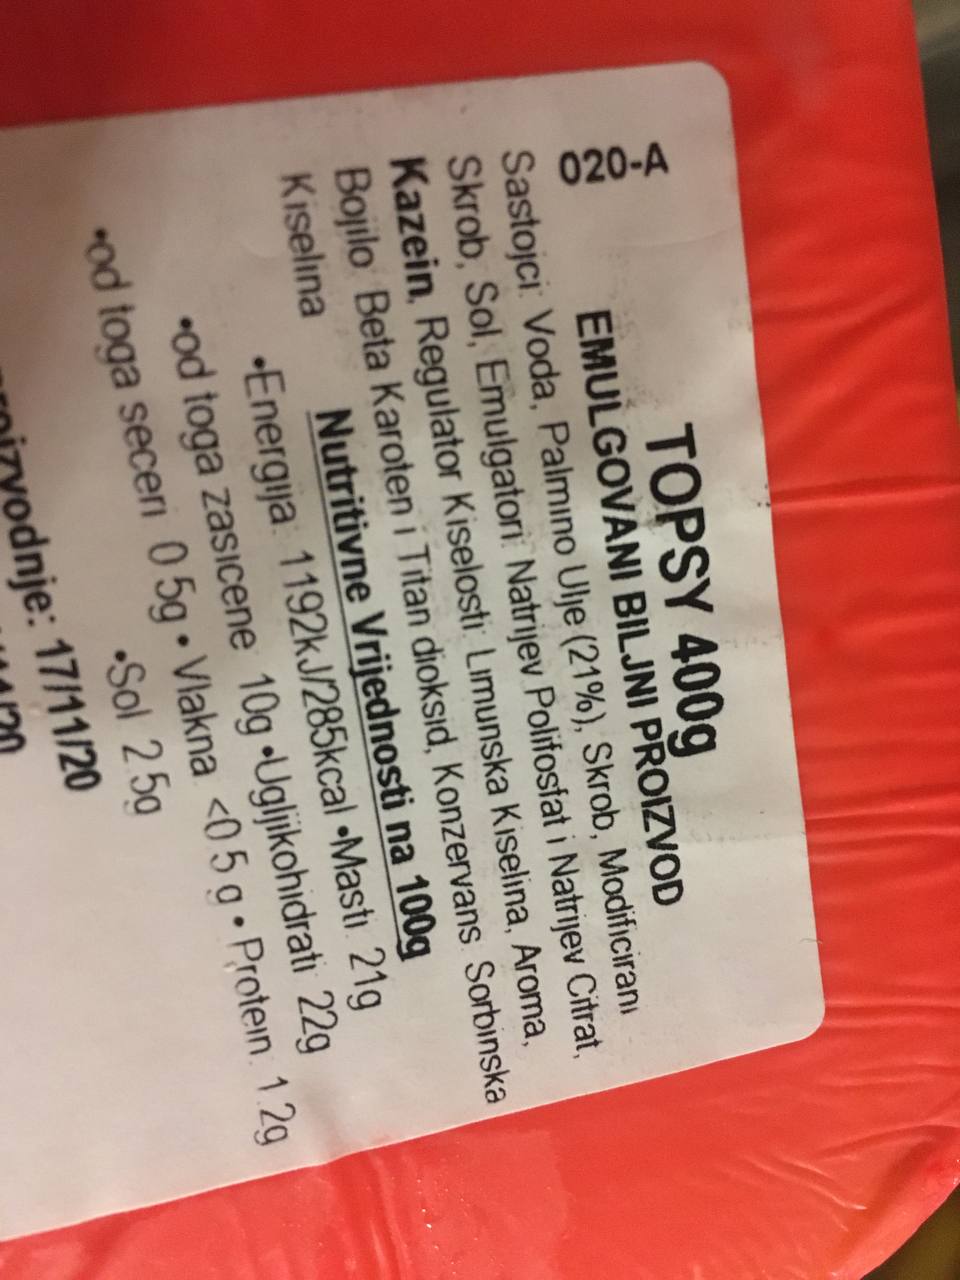 TOPSY 400g
EMULGOVANI BILJNI PROIZVOD
020-A
Sastojci: Voda, Palmino Ulje (21%), Skrob, Modificirani
Skrob, Sol, Emulgatori: Natrijev Polifosfat i Natrijev Citrat,
Kazein, Regulator Kiselosti: Limunska Kiselina, Aroma,
Bojilo: Beta Karoten i Titan dioksid, Konzervans: Sorbinska
Kiselina
Nutritivne Vrijednosti na 100g
•Energija: 1192kJ/285kcal •Masti: 21g
•od toga zasicene: 10g •Ugljikohidrati: 22g
•od toga seceri: 0.5g • Vlakna: <0.5 g • Protein: 1.2g
•Sol: 2.5g
17/11/20